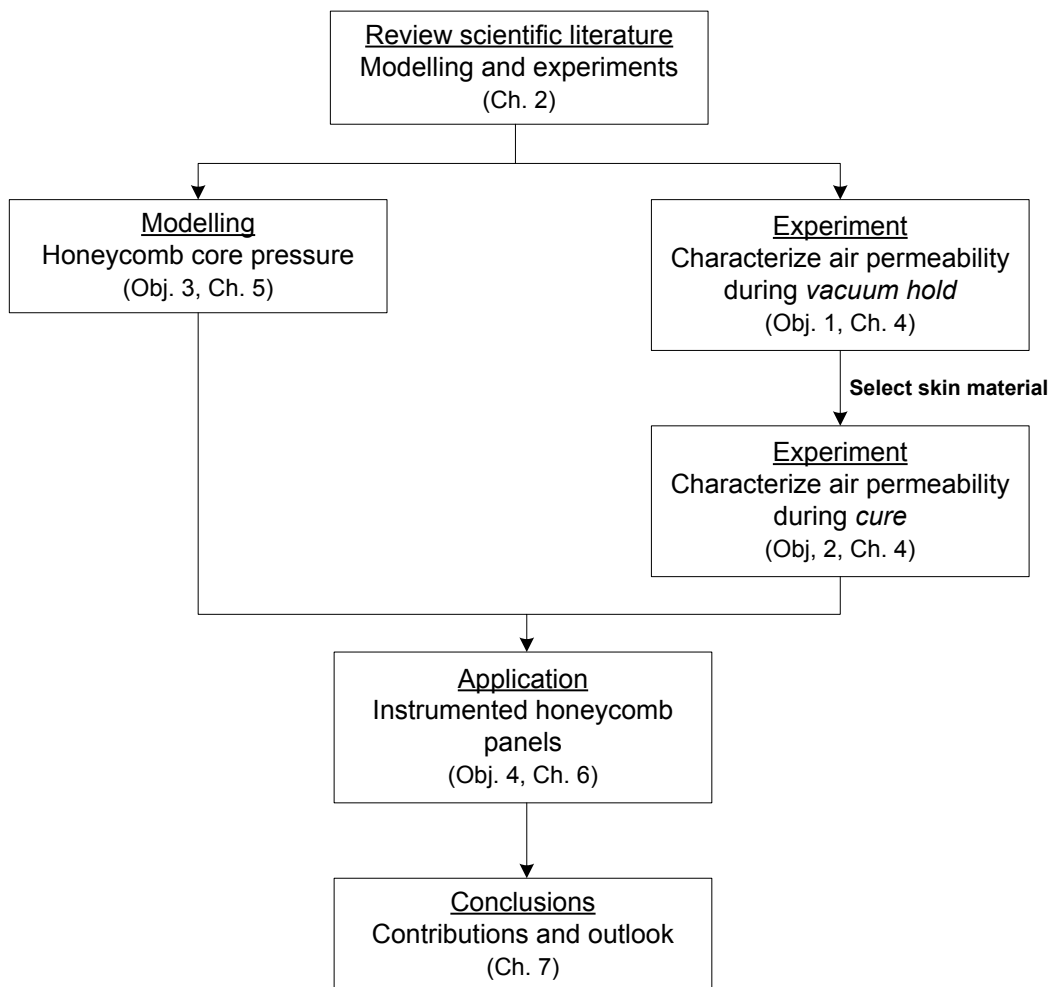 Review scientific literature
Modelling and experiments
(Ch. 2)
Modelling
Honeycomb core pressure
(Obj. 3, Ch. 5)
Experiment
Characterize air permeability
during vacuum hold
(Obj. 1, Ch. 4)
Select skin material
Experiment
Characterize air permeability
during cure
(Obj, 2, Ch. 4)
Application
Instrumented honeycomb
panels
(Obj. 4, Ch. 6)
Conclusions
Contributions and outlook
(Ch. 7)